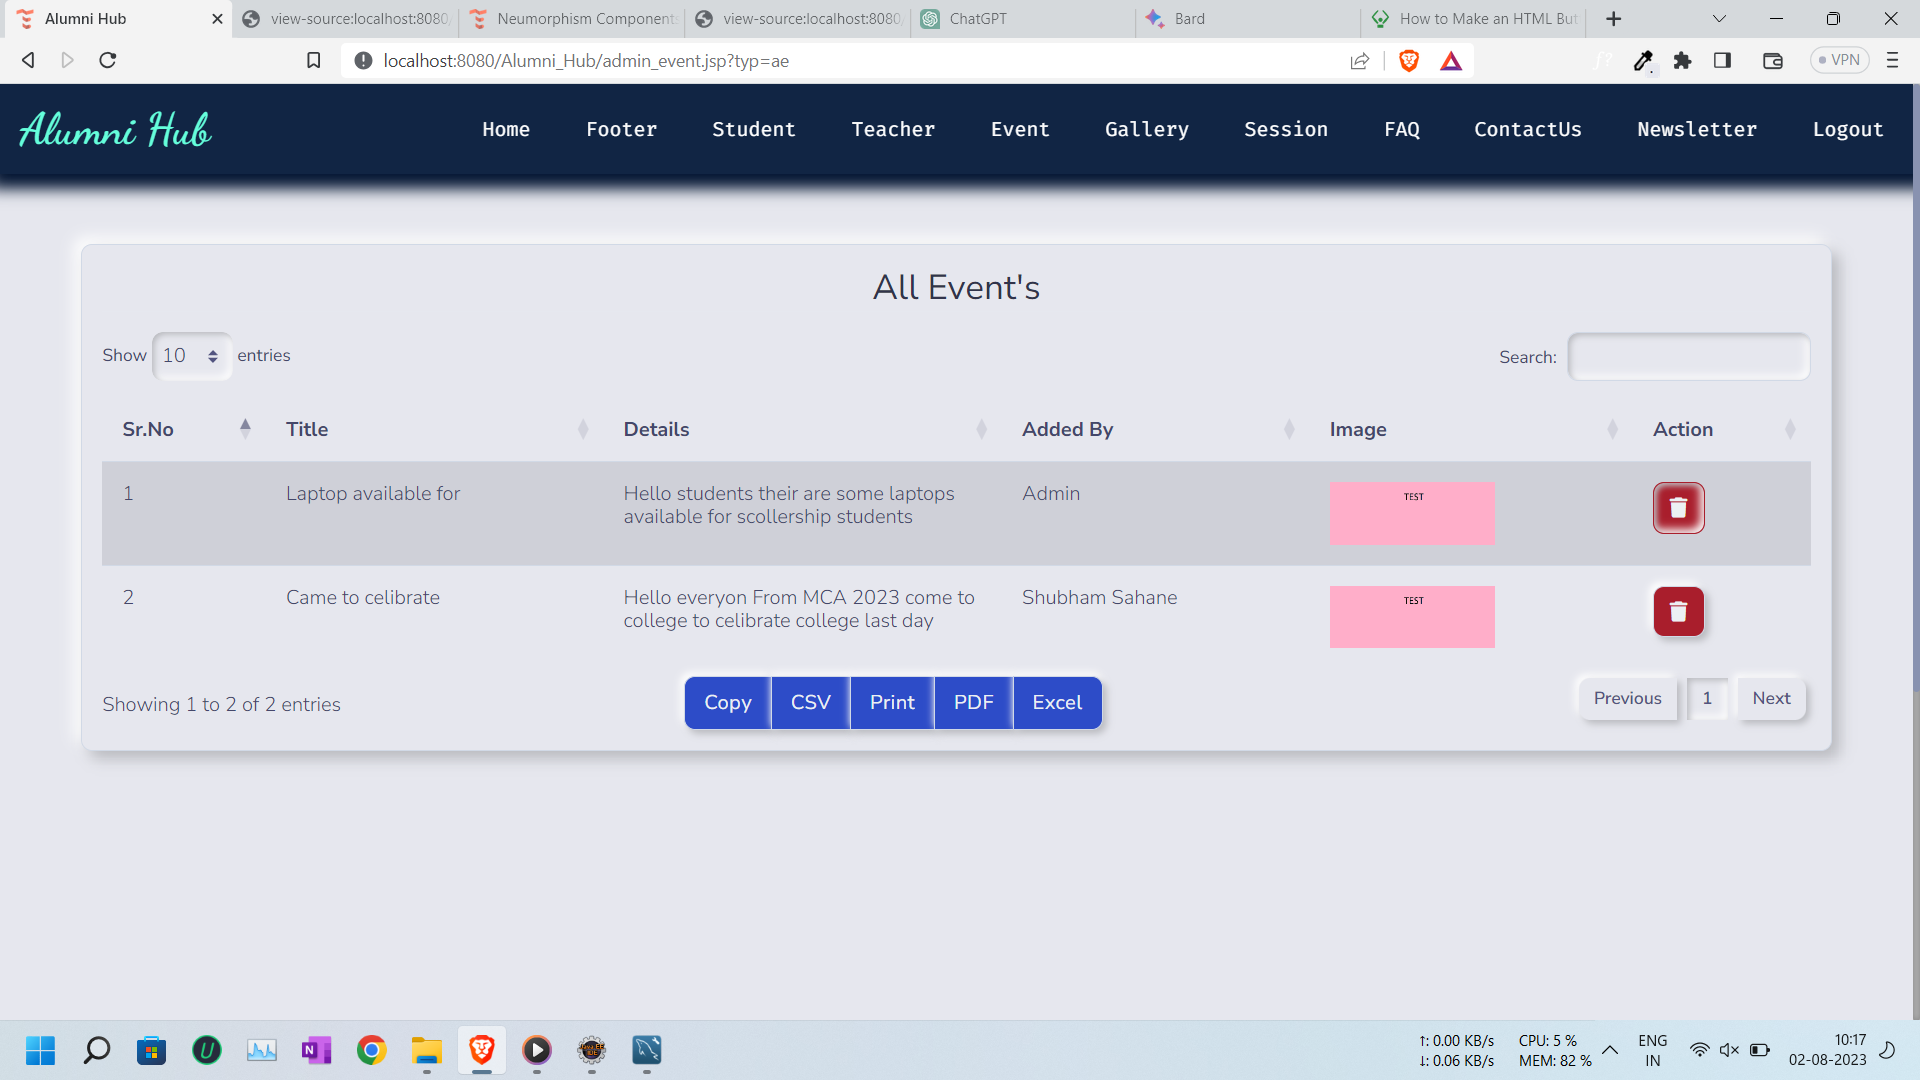 Alumni Hub
view-source:localhost:8080/
Neumorphism Component
view-source:localhost:8080/
ChatGPT
Bard
How to Make an HTML But
localhost:8080/Alumni_Hub/admin_event.jsp?typ=ae
VPN
Alumni Hub
Home
Footer
Student
Teacher
Event
Gallery
Session
FAQ
ContactUs
Newsletter
Logout
All Event's
Show 10 entries
Search:
Sr.No
Title
Details
Added By
Image
Action
1
Laptop available for
Hello students their are some laptops
available for scollership students
Admin
TEST
2
Came to celibrate
Hello everyon From MCA 2023 come to
college to celibrate college last day
Shubham Sahane
TEST
Showing 1 to 2 of 2 entries
Copy
CSV
Print
PDF
Excel
Previous
1
Next
↑: 0.00 KB/s
↓: 0.06 KB/s
CPU: 5 %
MEM: 82 %
ENG
IN
10:17
02-08-2023